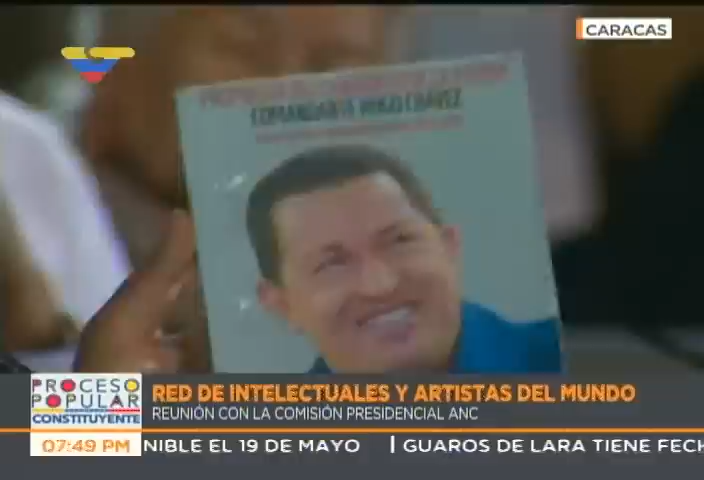 CARACAS
COMANDANTE HUGO CHÁVEZ
PROCESO
POPULAR
CONSTITUYENTE
RED DE INTELECTUALES Y ARTISTAS DEL MUNDO
REUNIÓN CON LA COMISIÓN PRESIDENCIAL ANC
07:49 PM
NIBLE EL 19 DE MAYO | GUAROS DE LARA TIENE FECH